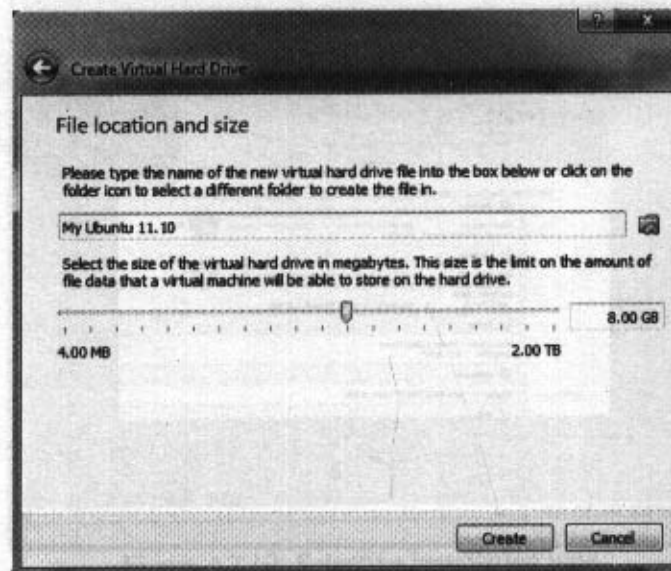 Create Virtual Hard Drive
File location and size
Please type the name of the new virtual hard drive file into the box below or click on the
folder icon to select a different folder to create the file in.
My Ubuntu 11.10
Select the size of the virtual hard drive in megabytes. This size is the limit on the amount of
file data that a virtual machine will be able to store on the hard drive.
8.00 GB
4.00 MB 2.00 TB
Create Cancel